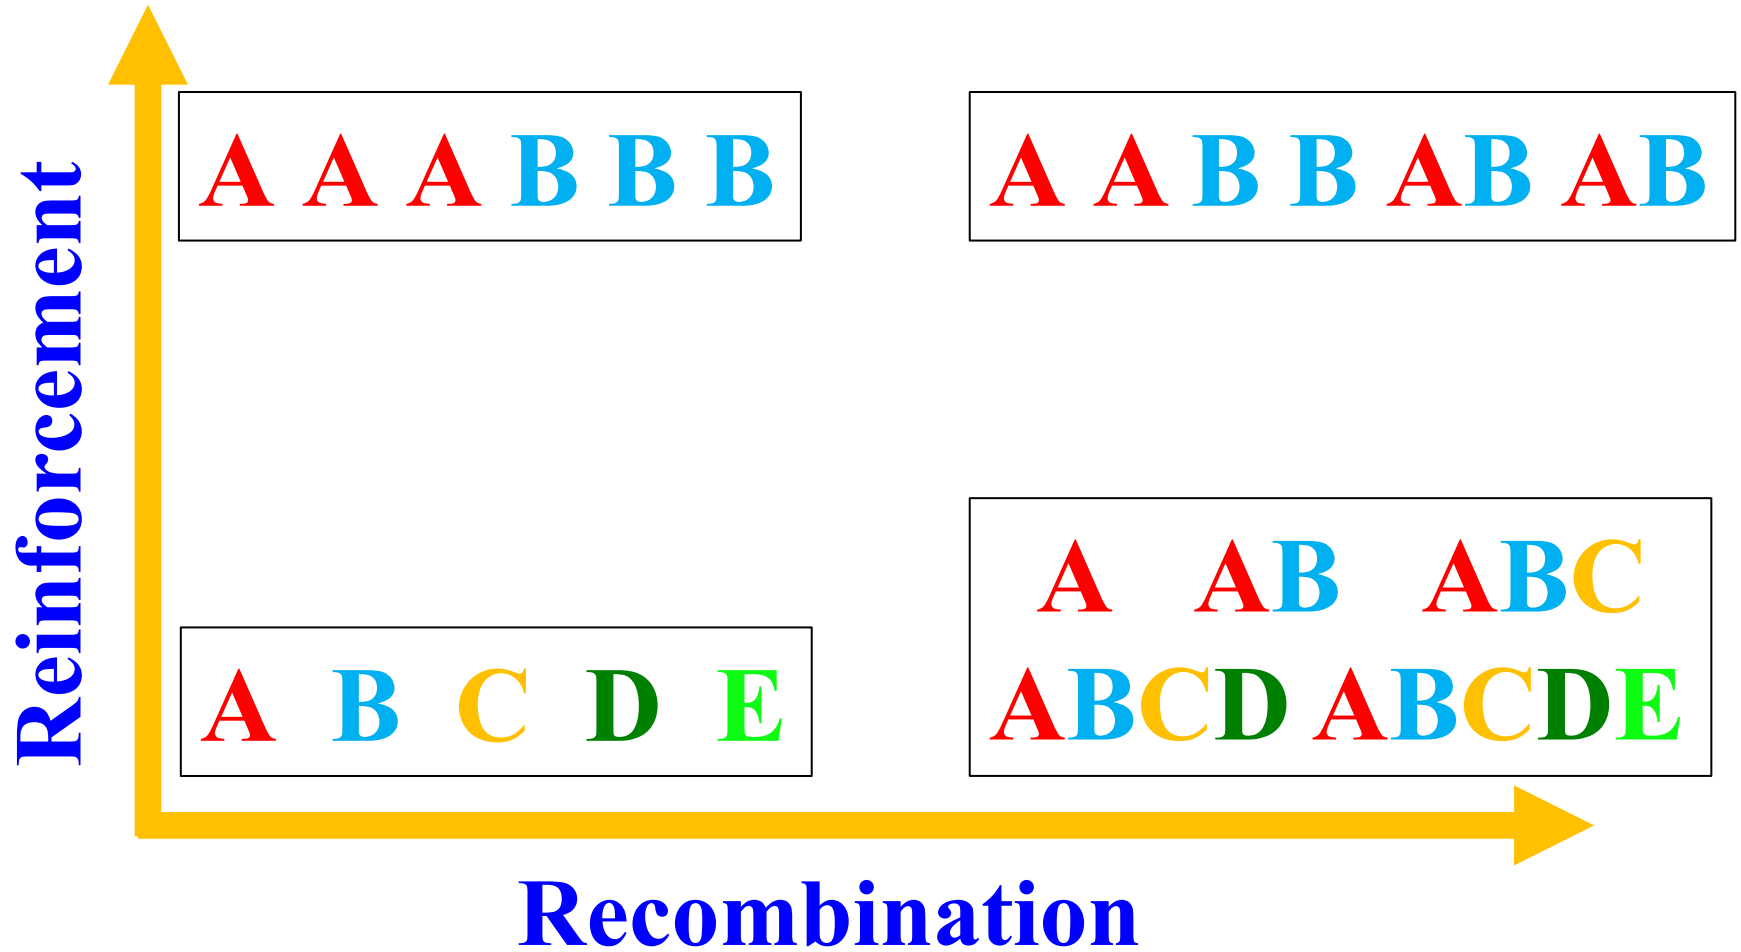 Reinforcement
A A A B B B
A A B B AB AB
A B C D E
A AB ABC
ABCD ABCDE
Recombination